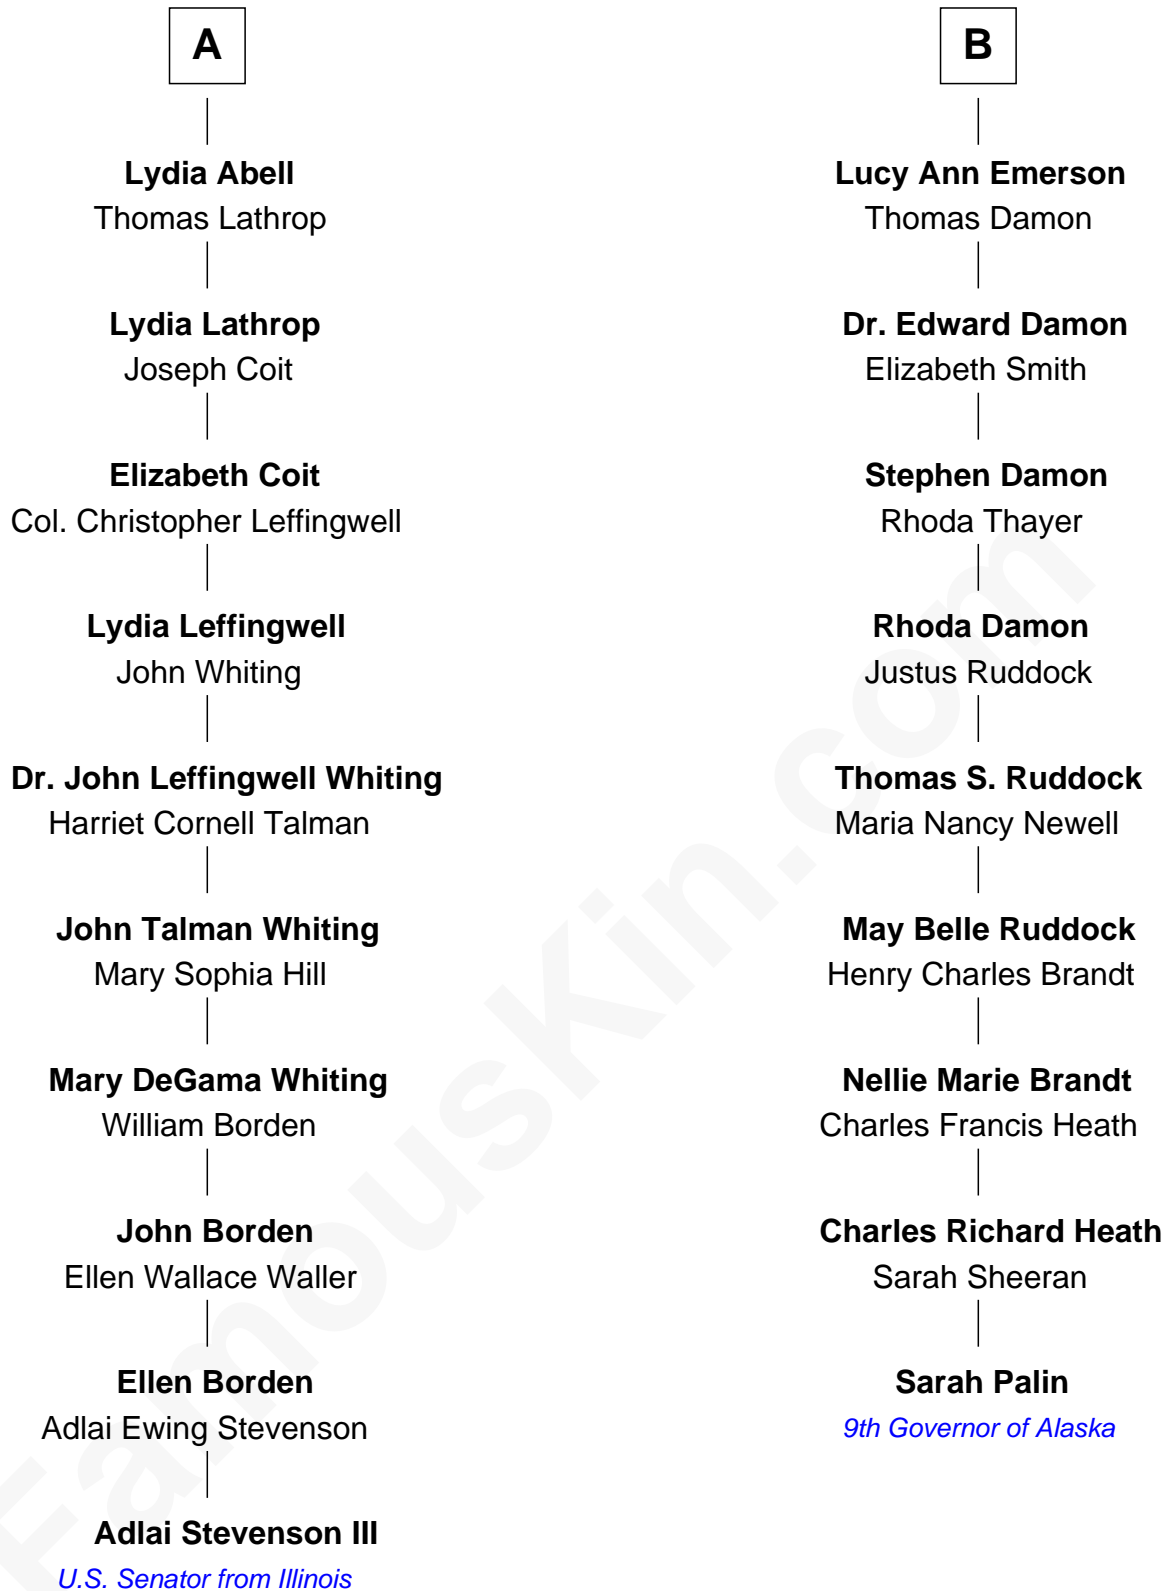 A
Lydia Abell
Thomas Lathrop
Lydia Lathrop
Joseph Coit
Elizabeth Coit
Col. Christopher Leffingwell
Lydia Leffingwell
John Whiting
Dr. John Leffingwell Whiting
Harriet Cornell Talman
John Talman Whiting
Mary Sophia Hill
Mary DeGama Whiting
William Borden
John Borden
Ellen Wallace Waller
Ellen Borden
Adlai Ewing Stevenson
Adlai Stevenson III
U.S. Senator from Illinois
B
Lucy Ann Emerson
Thomas Damon
Dr. Edward Damon
Elizabeth Smith
Stephen Damon
Rhoda Thayer
Rhoda Damon
Justus Ruddock
Thomas S. Ruddock
Maria Nancy Newell
May Belle Ruddock
Henry Charles Brandt
Nellie Marie Brandt
Charles Francis Heath
Charles Richard Heath
Sarah Sheeran
Sarah Palin
9th Governor of Alaska
FamousKin.com